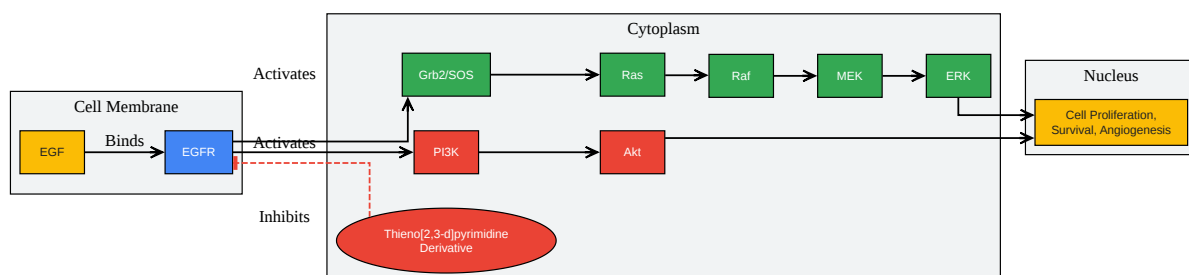 Cytoplasm
Activates
Grb2/SOS
Ras
Raf
MEK
ERK
Nucleus
Cell Membrane
Cell Proliferation,
Survival, Angiogenesis
EGF
Binds
EGFR
Activates
PI3K
Akt
Inhibits
Thieno[2,3-d]pyrimidine
Derivative